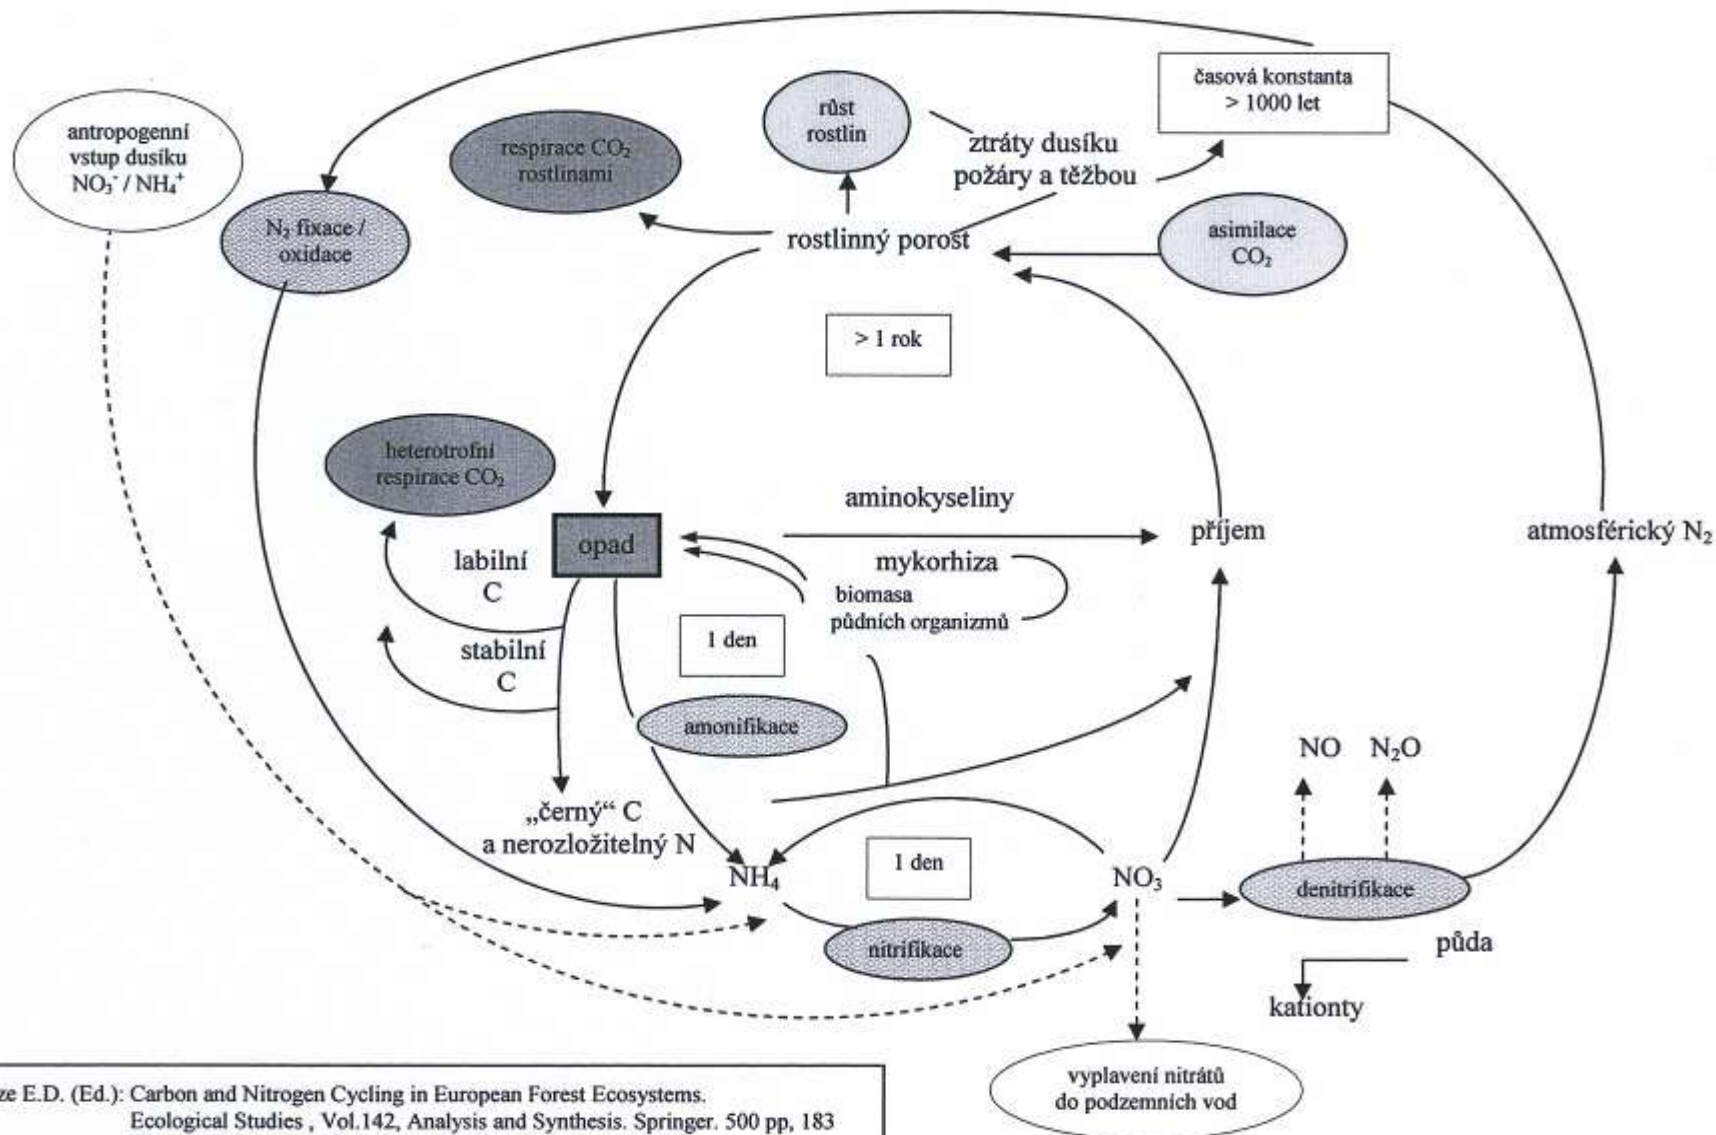 časová konstanta
> 1000 let
antropogenní
vstup dusíku
NO₃⁻ / NH₄⁺
růst
rostlin
respirace CO₂
rostlinami
ztráty dusíku
požáry a těžbou
N₂ fixace /
oxidace
rostlinný porost
asimilace
CO₂
> 1 rok
heterotrofní
respirace CO₂
aminokyseliny
opad
příjem
atmosférický N₂
labilní
C
mykorhiza
biomasa
půdních organizmů
1 den
stabilní
C
amonifikace
NO
N₂O
„černý“ C
a nerozložitelný N
1 den
NH₄
NO₃
denitrifikace
nitrifikace
půda
kationty
vyplavení nitrátů
do podzemních vod
ze E.D. (Ed.): Carbon and Nitrogen Cycling in European Forest Ecosystems.
Ecological Studies , Vol.142, Analysis and Synthesis. Springer. 500 pp, 183